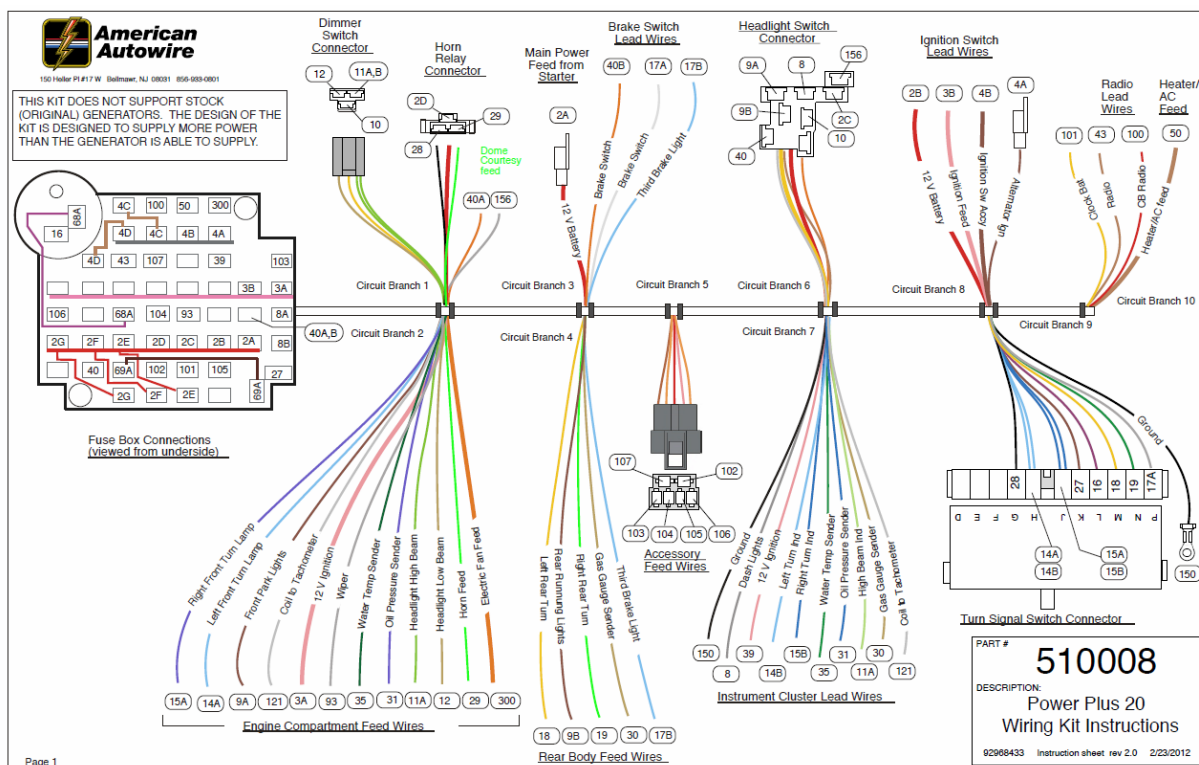 American
Autowire
150 Heller Pl #17 W Bellmawr, NJ 08031 856-933-0801
THIS KIT DOES NOT SUPPORT STOCK
(ORIGINAL) GENERATORS. THE DESIGN OF THE
KIT IS DESIGNED TO SUPPLY MORE POWER
THAN THE GENERATOR IS ABLE TO SUPPLY.
Dimmer
Switch
Connector
12
11A,B
10
Horn
Relay
Connector
2D
29
28
Dome
Courtesy
feed
40A
156
Main Power
Feed from
Starter
2A
12 V Battery
Brake Switch
Lead Wires
40B
17A
17B
Brake Switch
Brake Switch
Third Brake Light
Headlight Switch
Connector
9A
8
156
9B
2C
10
40
Ignition Switch
Lead Wires
2B
3B
4B
4A
12 V Battery
Ignition Feed
Ignition Sw Accy
Alternator Ign
Radio
Lead
Wires
101
43
100
Clock Batt
Radio
CB Radio
Heater/
AC
Feed
50
Heater/AC feed
68A
16
4C
100
50
300
4D
4C
4B
4A
4D
43
107
39
103
3B
3A
106
68A
104
93
8A
40A,B
2G
2F
2E
2D
2C
2B
2A
8B
40
69A
102
101
105
27
2G
2F
2E
69A
Fuse Box Connections
(viewed from underside)
Circuit Branch 1
Circuit Branch 3
Circuit Branch 5
Circuit Branch 6
Circuit Branch 8
Circuit Branch 10
Circuit Branch 2
Circuit Branch 4
Circuit Branch 7
Circuit Branch 9
Right Front Turn Lamp
Left Front Turn Lamp
Front Park Lights
Coil to Tachometer
12 V Ignition
Wiper
Water Temp Sender
Oil Pressure Sender
Headlight High Beam
Headlight Low Beam
Horn Feed
Electric Fan Feed
15A
14A
9A
121
3A
93
35
31
11A
12
29
300
Engine Compartment Feed Wires
Left Rear Turn
Rear Running Lights
Right Rear Turn
Gas Gauge Sender
Third Brake Light
18
9B
19
30
17B
Rear Body Feed Wires
107
102
103
104
105
106
Accessory
Feed Wires
Ground
Dash Lights
12 V Ignition
Left Turn Ind
Right Turn Ind
Water Temp Sender
Oil Pressure Sender
High Beam Ind
Gas Gauge Sender
Coil to Tachometer
150
8
39
14B
15B
35
31
11A
30
121
Instrument Cluster Lead Wires
Ground
28
27
16
18
19
17A
D
E
F
G
H
J
K
L
M
N
P
14A
14B
15A
15B
150
Turn Signal Switch Connector
PART #
510008
DESCRIPTION:
Power Plus 20
Wiring Kit Instructions
92968433 Instruction sheet rev 2.0 2/23/2012
Page 1